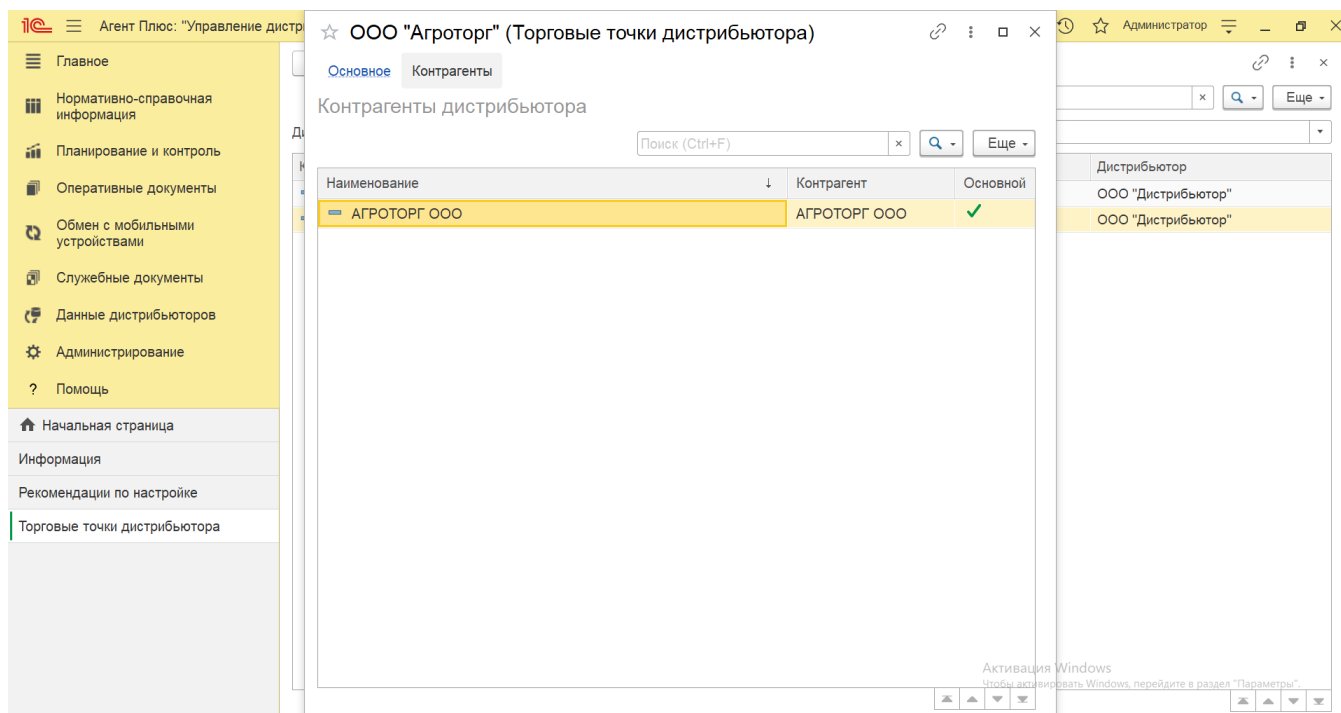 1С Агент Плюс: "Управление дистр
Администратор
Главное
Нормативно-справочная
информация
Планирование и контроль
Оперативные документы
Обмен с мобильными
устройствами
Служебные документы
Данные дистрибьюторов
Администрирование
? Помощь
Начальная страница
Информация
Рекомендации по настройке
Торговые точки дистрибьютора
ООО "Агроторг" (Торговые точки дистрибьютора)
Основное Контрагенты
Контрагенты дистрибьютора
Поиск (Ctrl+F) × Еще
Наименование ↓ Контрагент Основной
АГРОТОРГ ООО АГРОТОРГ ООО
× Еще
Дистрибьютор
ООО "Дистрибьютор"
ООО "Дистрибьютор"
Активация Windows
Чтобы активировать Windows, перейдите в раздел "Параметры".